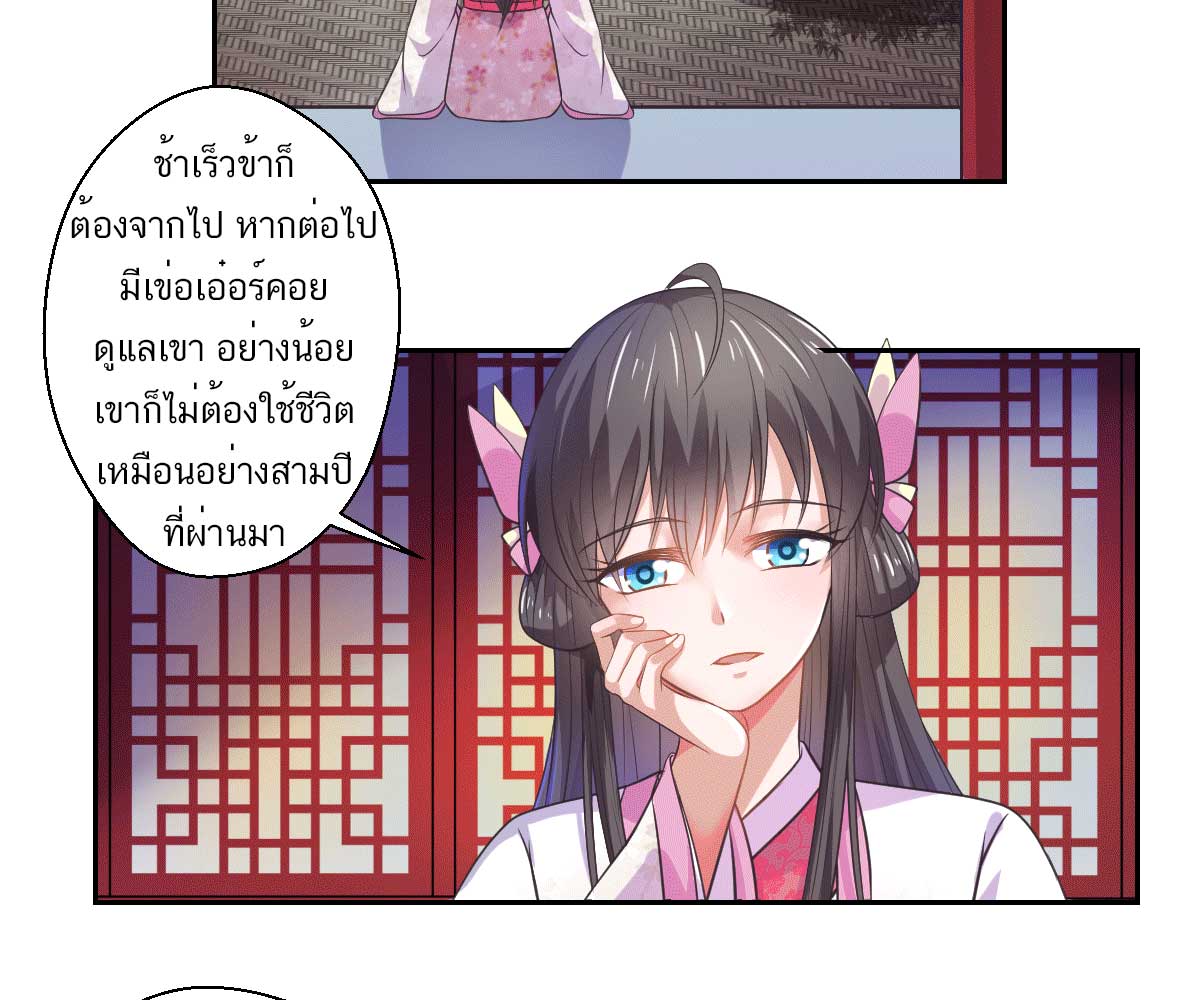 ช้าเร็วข้าก็
ต้องจากไป หากต่อไป
มีเข่อเอ๋อร์คอย
ดูแลเขา อย่างน้อย
เขาก็ไม่ต้องใช้ชีวิต
เหมือนอย่างสามปี
ที่ผ่านมา